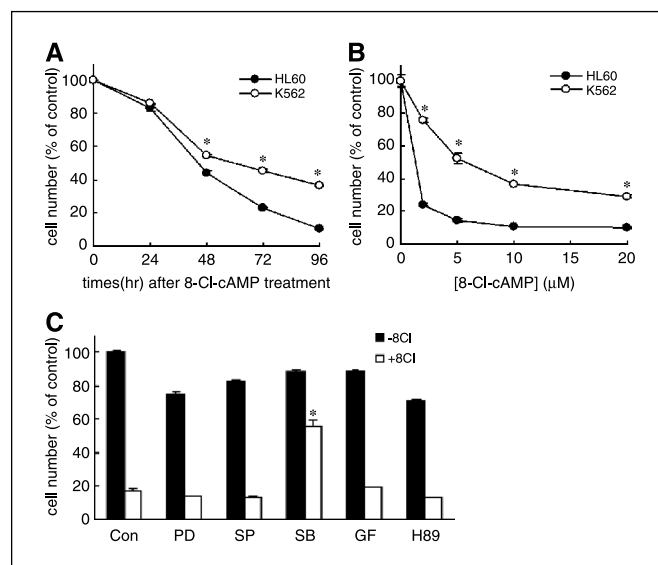 A
cell number (% of control)
120
100
80
60
40
20
0
HL60
K562
* * *
0 24 48 72 96
times(hr) after 8-Cl-cAMP treatment
B
cell number (% of control)
120
100
80
60
40
20
0
HL60
K562
* * * *
0 5 10 15 20
[8-Cl-cAMP] (μM)
C
cell number (% of control)
100
80
60
40
20
0
-8Cl
+8Cl
*
Con PD SP SB GF H89